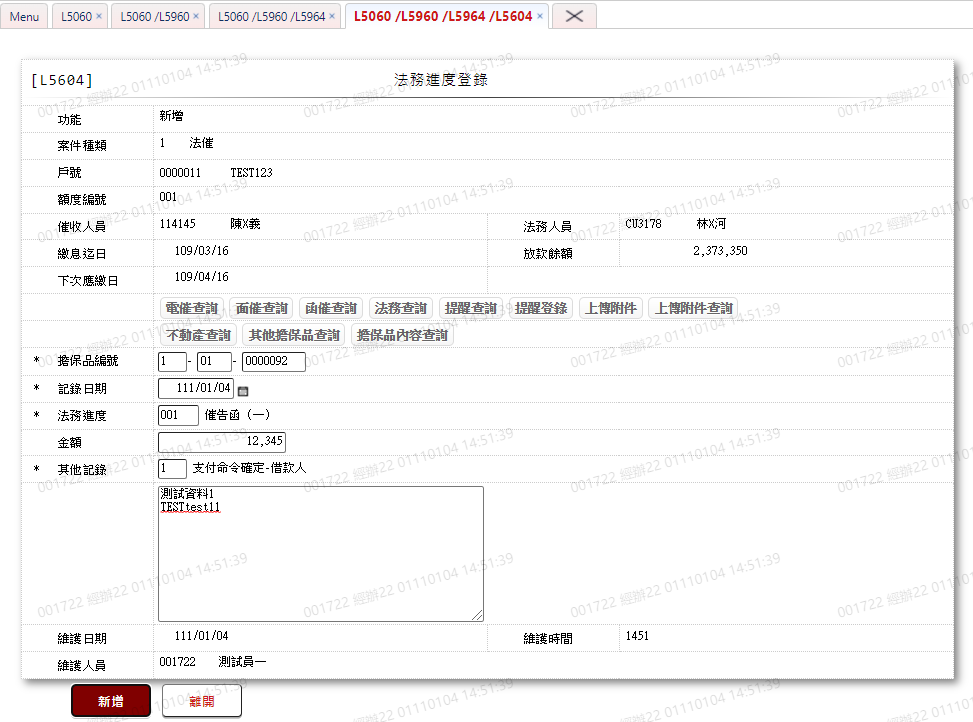 Menu L5060 × L5060 /L5960 × L5060 /L5960 /L5964 × L5060 /L5960 /L5964 /L5604 ×
[L5604] 法務進度登錄
功能 新增
案件種類 1 法催
戶號 0000011 TEST123
額度編號 001
催收人員 114145 陳X義 法務人員 CU3178 林X河
繳息迄日 109/03/16 放款餘額 2,373,350
下次應繳日 109/04/16
電催查詢 面催查詢 函催查詢 法務查詢 提醒查詢 提醒登錄 上傳附件 上傳附件查詢
不動產查詢 其他擔保品查詢 擔保品內容查詢
* 擔保品編號 1 - 01 - 0000092
* 記錄日期 111/01/04
* 法務進度 001 催告函（一）
金額 12,345
* 其他記錄 1 支付命令確定-借款人
測試資料1
TESTtest11
維護日期 111/01/04 維護時間 1451
維護人員 001722 測試員一
新增 離開
001722 經辦22 01110104 14:51:39